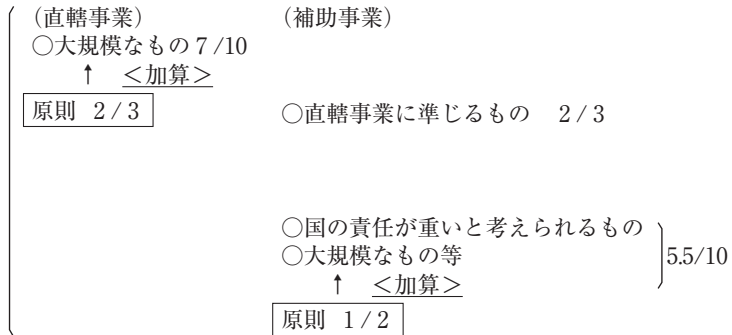 （直轄事業）　（補助事業）
○大規模なもの 7/10
↑　＜加算＞
原則　2/3　○直轄事業に準じるもの　2/3
○国の責任が重いと考えられるもの
○大規模なもの等　5.5/10
↑　＜加算＞
原則　1/2